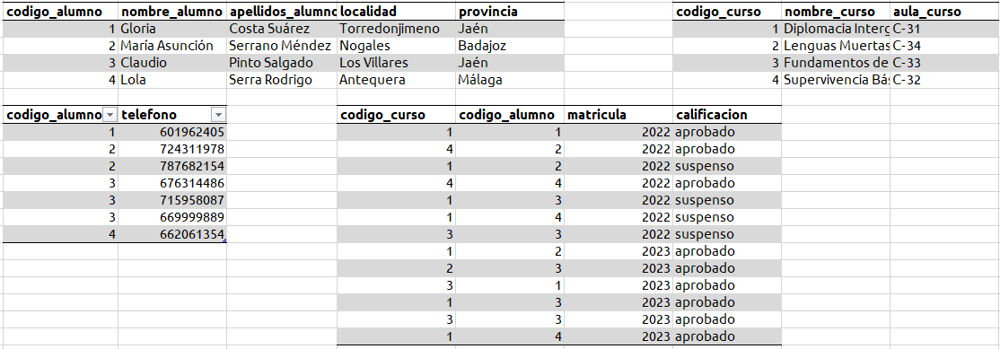 codigo_alumno nombre_alumno apellidos_alumno localidad provincia codigo_curso nombre_curso aula_curso
1 Gloria Costa Suárez Torredonjimeno Jaén 1 Diplomacia Interg C-31
2 María Asunción Serrano Méndez Nogales Badajoz 2 Lenguas Muertas C-34
3 Claudio Pinto Salgado Los Villares Jaén 3 Fundamentos de C-33
4 Lola Serra Rodrigo Antequera Málaga 4 Supervivencia Bás C-32
codigo_alumno telefono codigo_curso codigo_alumno matricula calificacion
1 601962405 1 1 2022 aprobado
2 724311978 4 2 2022 aprobado
2 787682154 1 2 2022 suspenso
3 676314486 4 4 2022 aprobado
3 715958087 1 3 2022 suspenso
3 669999889 1 4 2022 suspenso
4 662061354 3 3 2022 suspenso
1 2 2023 aprobado
2 3 2023 aprobado
3 1 2023 aprobado
1 3 2023 aprobado
3 3 2023 aprobado
1 4 2023 aprobado